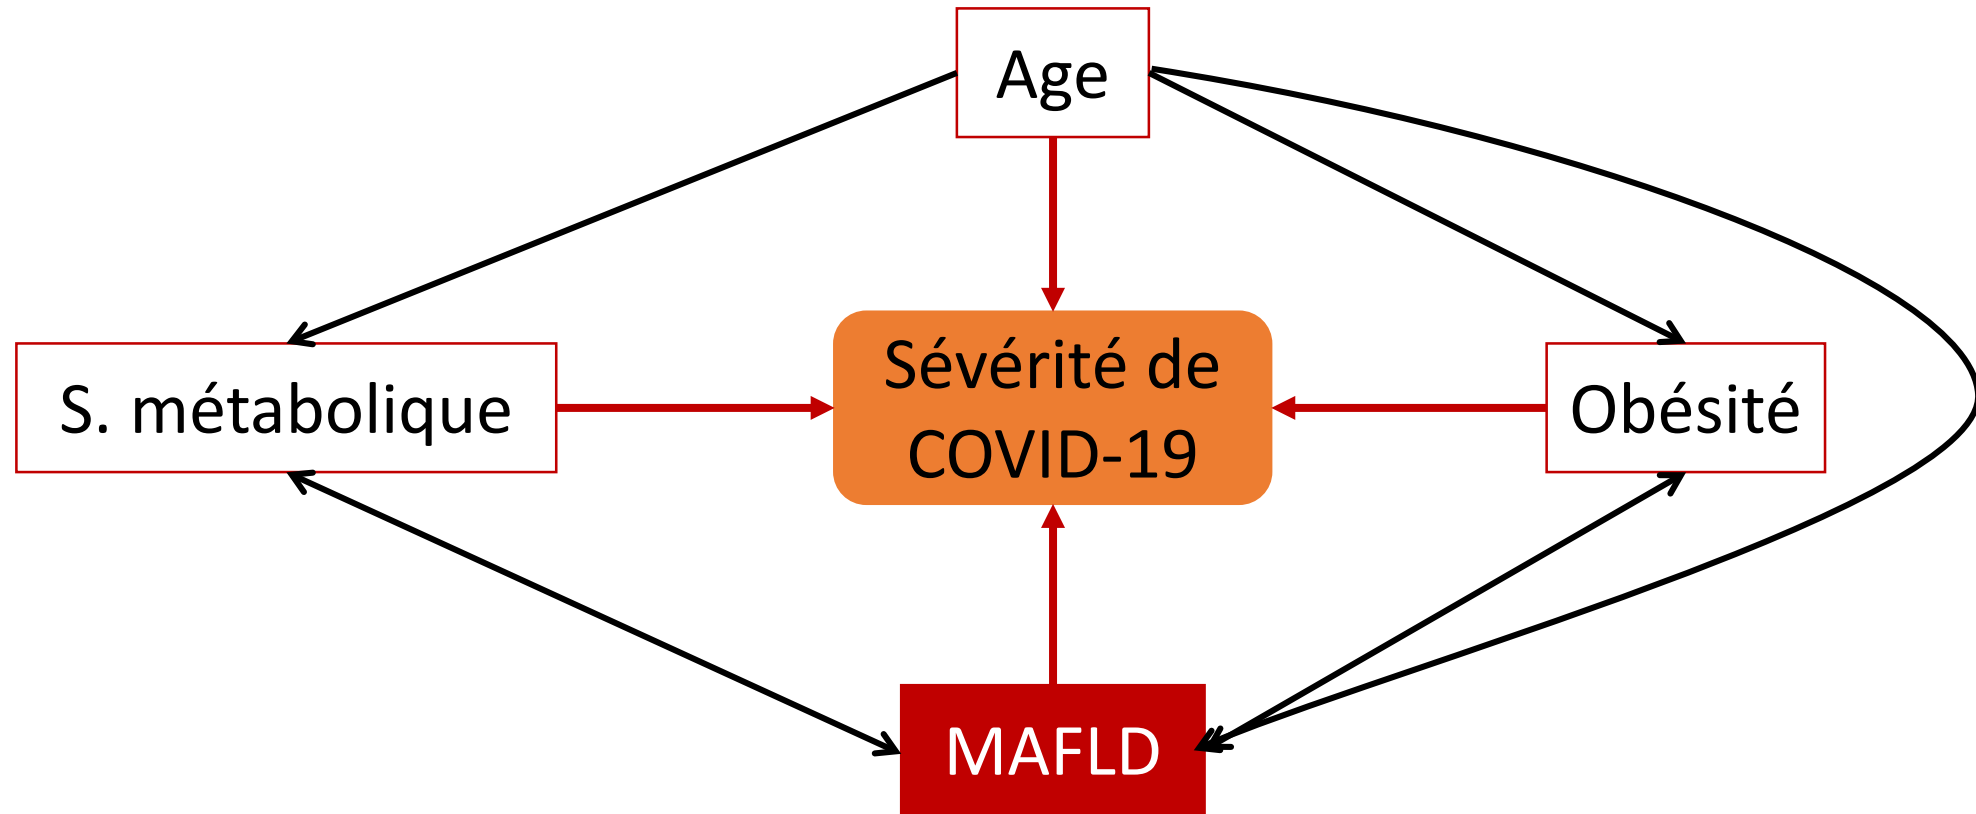 Age
S. métabolique
Sévérité de
COVID-19
Obésité
MAFLD